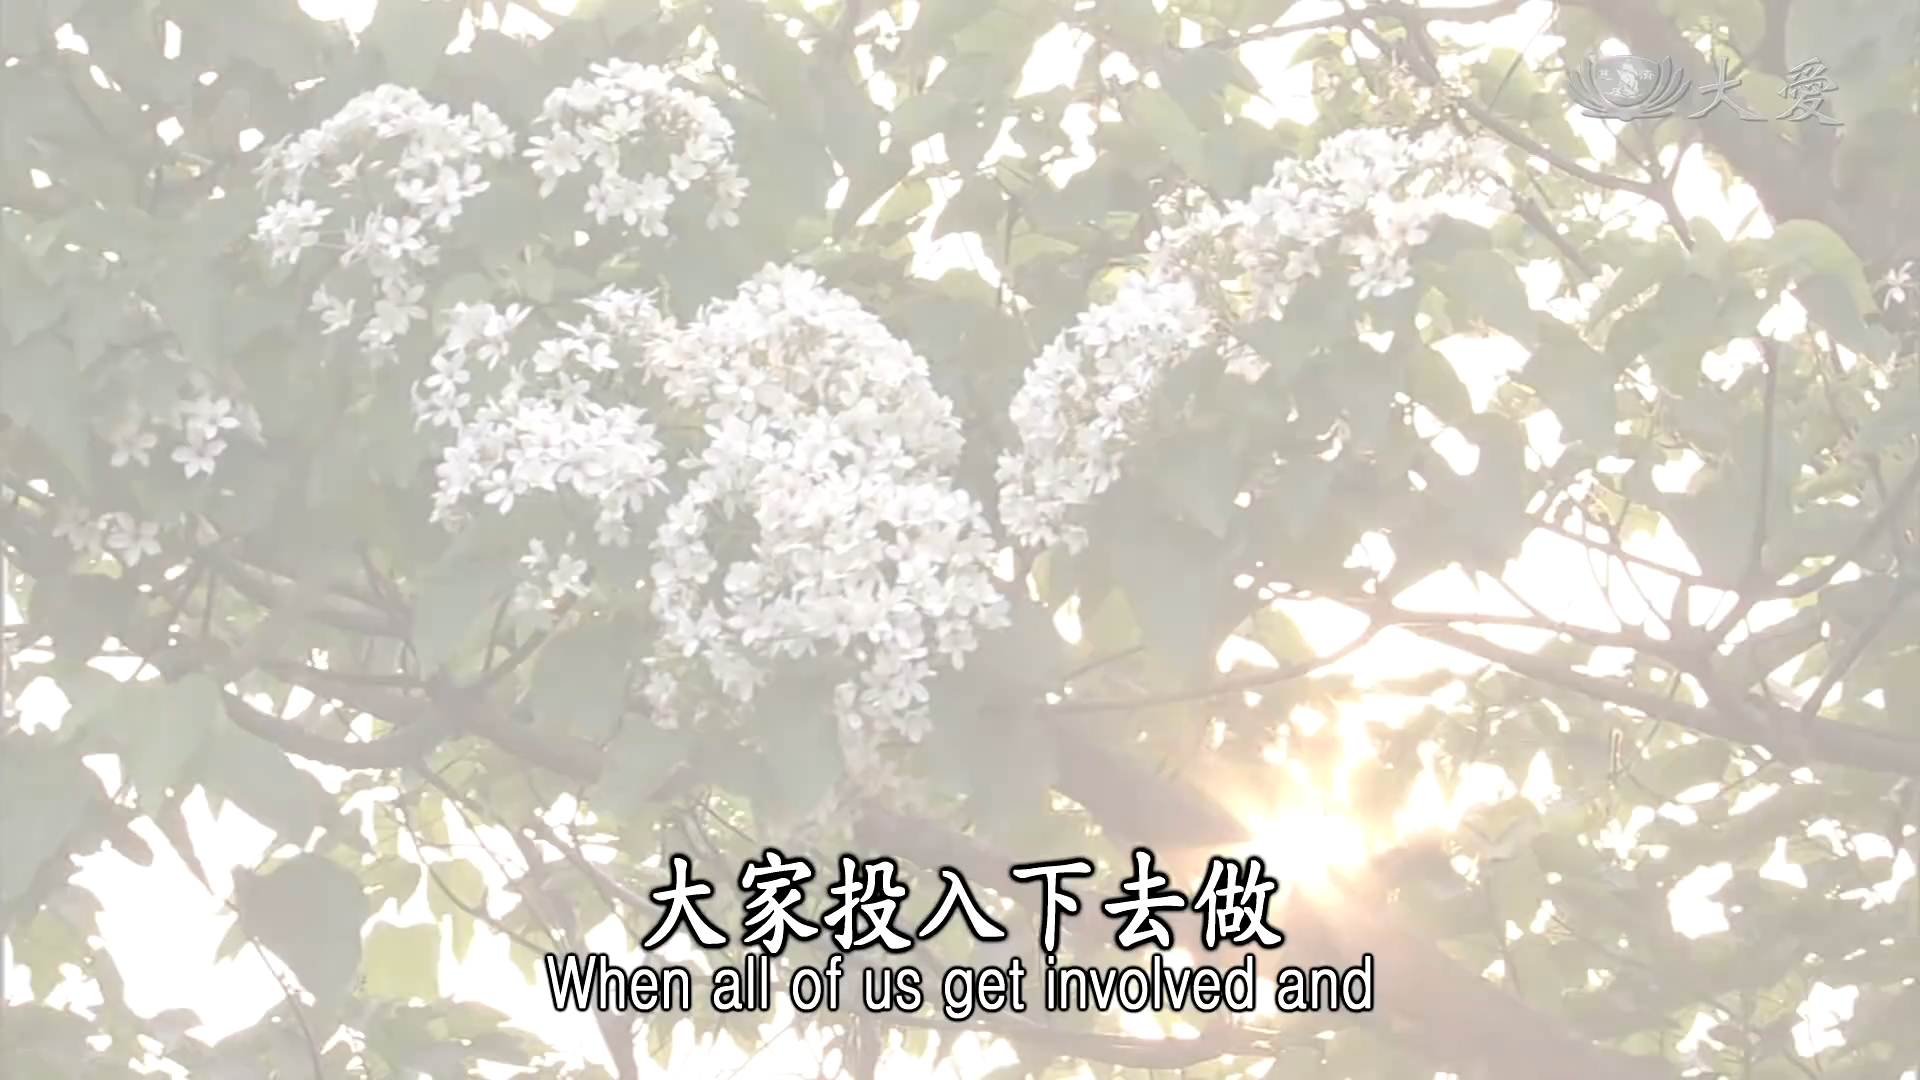 大愛
大家投入下去做
When all of us get involved and